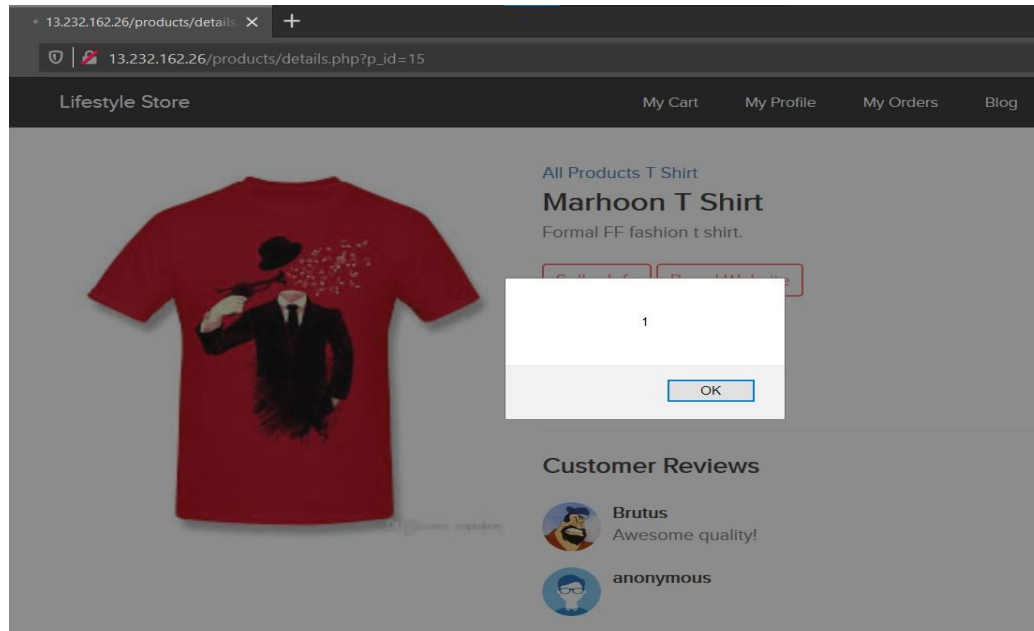 13.232.162.26/products/details.
13.232.162.26/products/details.php?p_id=15
Lifestyle Store My Cart My Profile My Orders Blog
All Products T Shirt
Marhoon T Shirt
Formal FF fashion t shirt.
1
OK
Customer Reviews
Brutus
Awesome quality!
anonymous